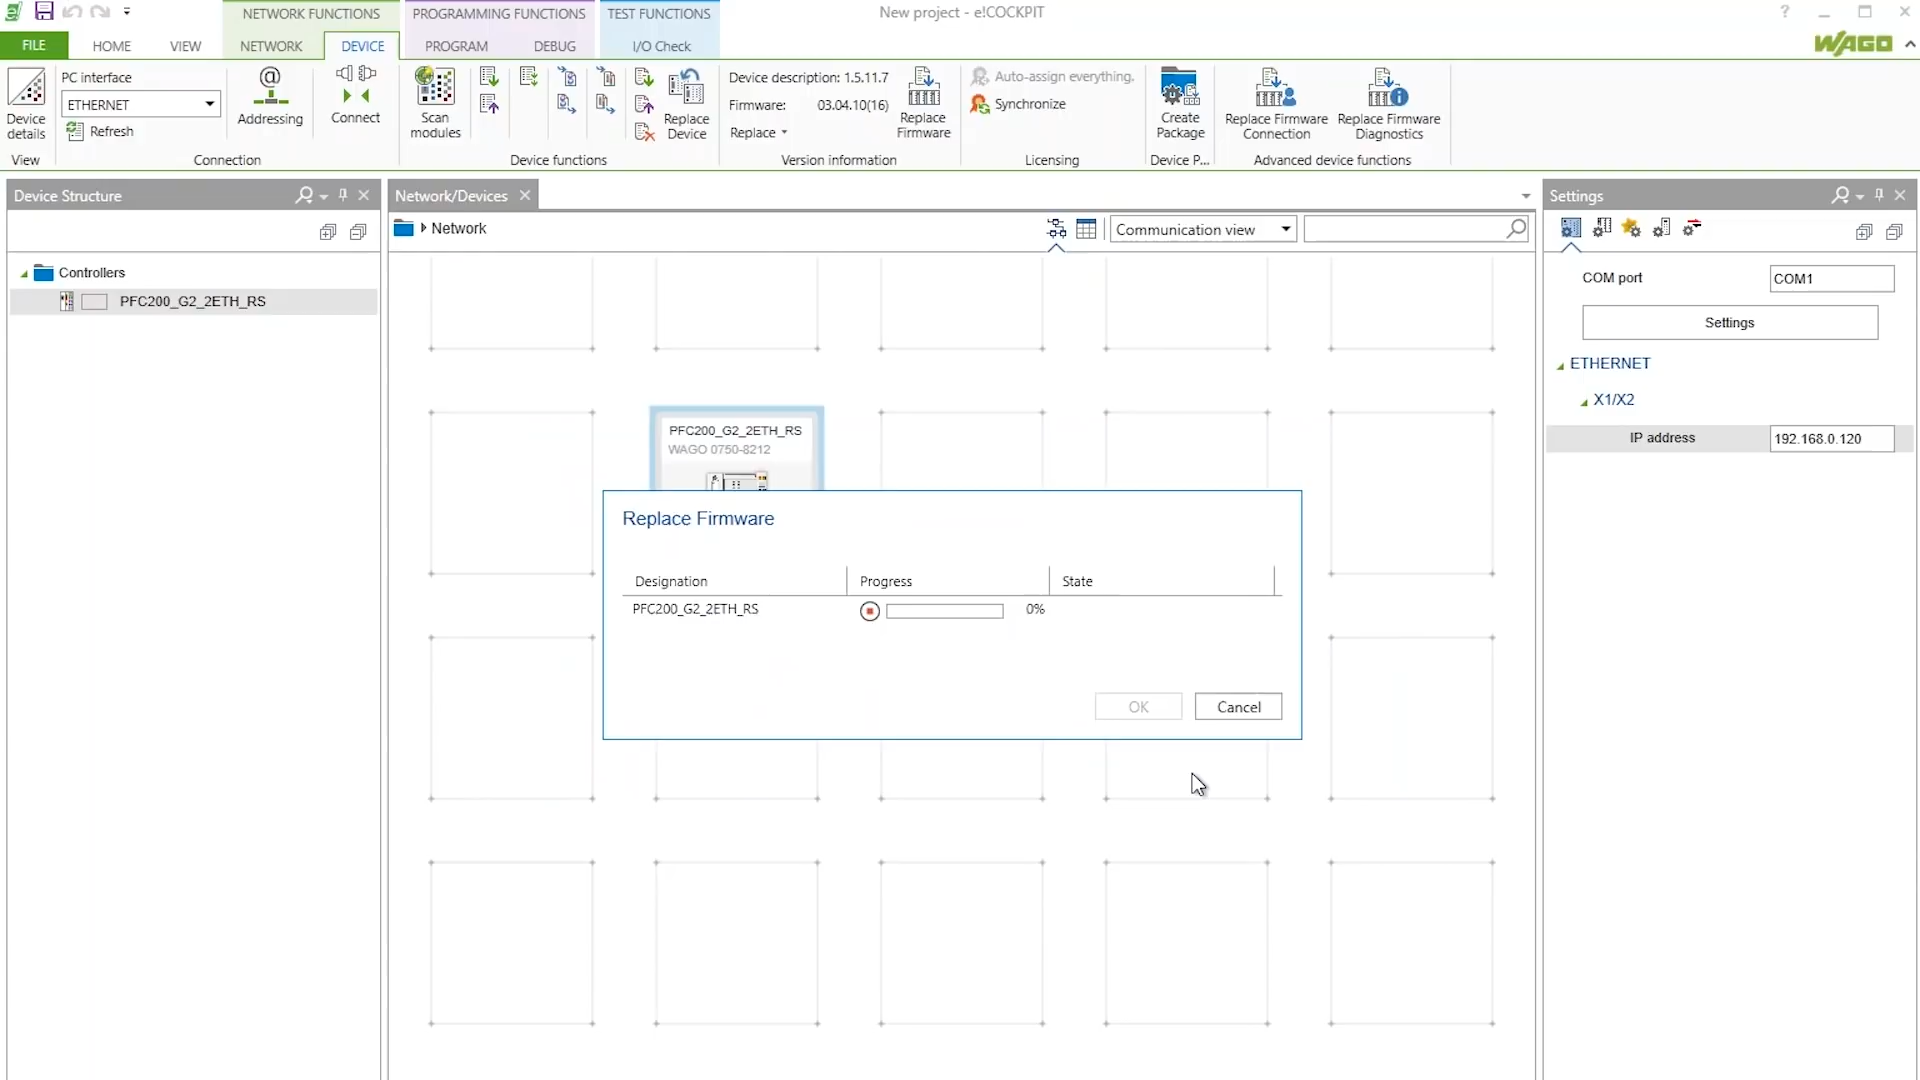 NETWORK FUNCTIONS
PROGRAMMING FUNCTIONS
TEST FUNCTIONS
New project - e!COCKPIT
?
FILE
HOME
VIEW
NETWORK
DEVICE
PROGRAM
DEBUG
I/O Check
WAGO
Device details
View
PC interface
ETHERNET
Refresh
Addressing
Connect
Connection
Scan modules
Replace Device
Device functions
Device description: 1.5.11.7
Firmware: 03.04.10(16)
Replace
Replace Firmware
Version information
Auto-assign everything.
Synchronize
Licensing
Create Package
Device P...
Replace Firmware Connection
Replace Firmware Diagnostics
Advanced device functions
Device Structure
Controllers
PFC200_G2_2ETH_RS
Network/Devices
Network
Communication view
PFC200_G2_2ETH_RS
WAGO 0750-8212
Replace Firmware
Designation Progress State
PFC200_G2_2ETH_RS 0%
OK Cancel
Settings
COM port COM1
Settings
ETHERNET
X1/X2
IP address 192.168.0.120